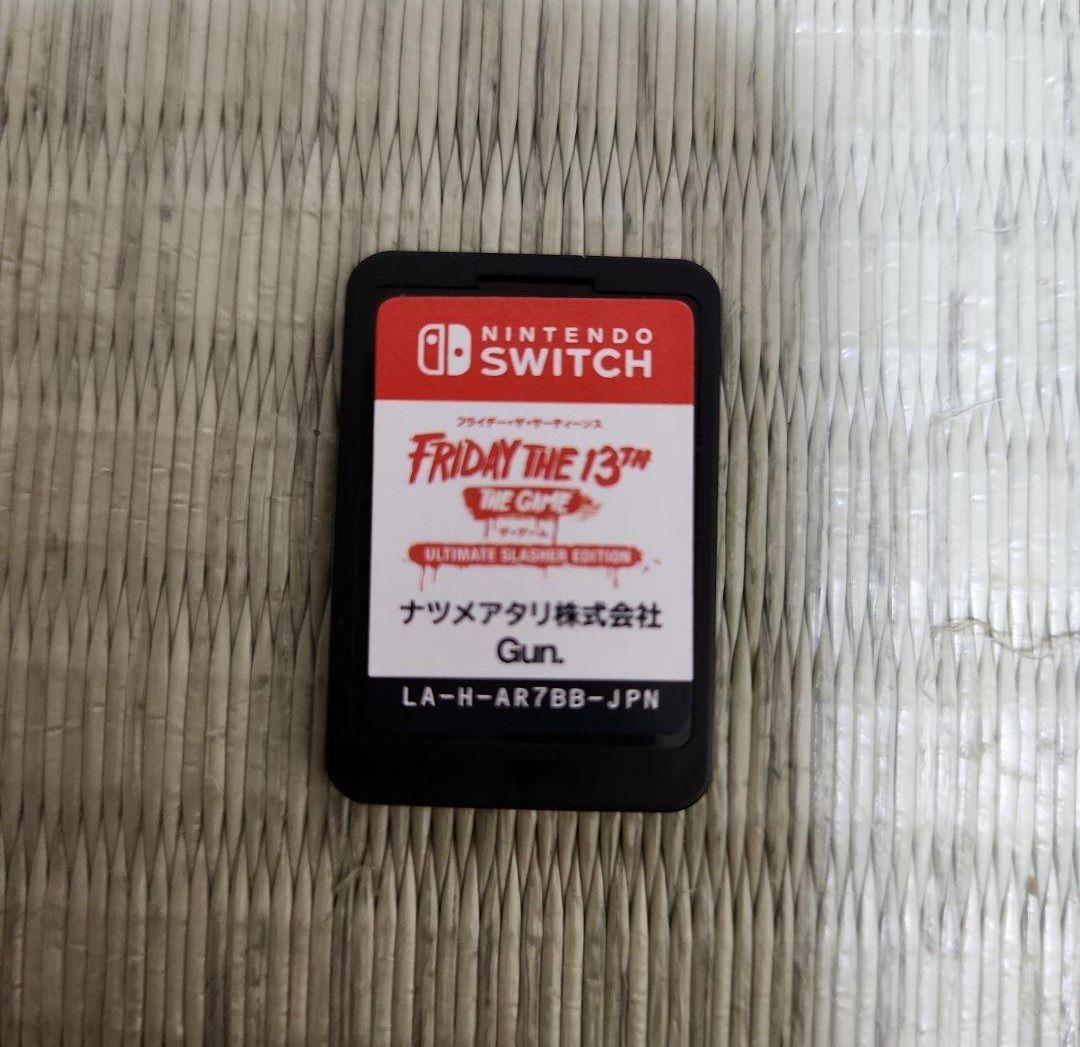 NINTENDO
SWITCH
フライデー・ザ・サーティーンス
FRIDAY THE 13TH
THE GAME
ザ・ゲーム
ULTIMATE SLASHER EDITION
ナツメアタリ株式会社
Gun.
LA-H-AR7BB-JPN